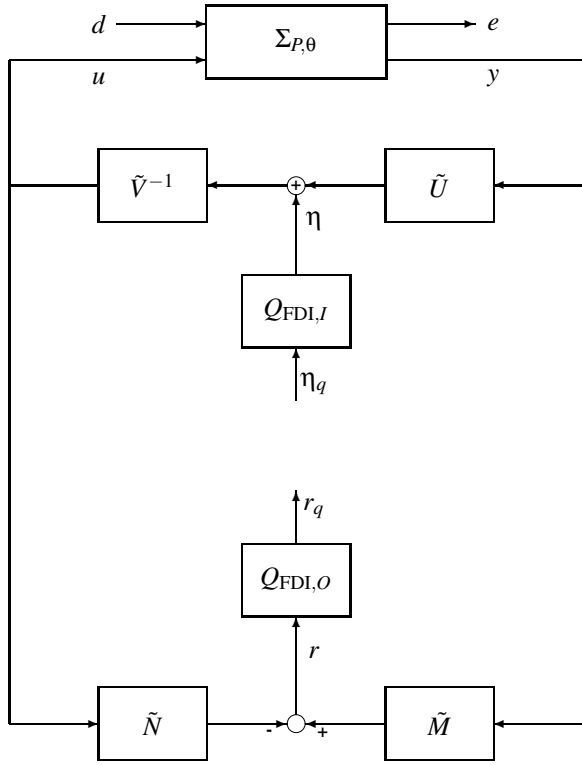 d Σ_{P,θ} e
u y
Ṽ^{-1} + Ũ
η
Q_{FDI,I}
η_q
r_q
Q_{FDI,O}
r
Ñ - + M̃